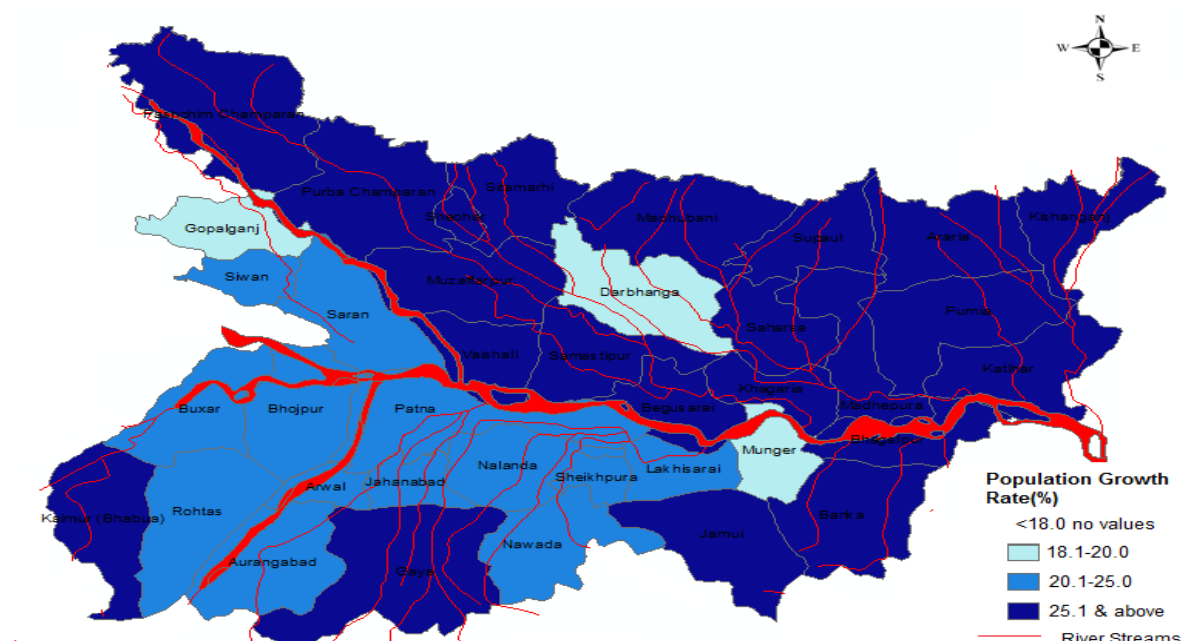 N
W E
S
Pashchim Champaran
Purba Champaran
Sitamarhi
Sheohar
Madhubani
Kishanganj
Gopalganj
Supaul
Araria
Siwan
Muzaffarpur
Darbhanga
Saran
Purnia
Saharsa
Vaishali
Samastipur
Katihar
Khagaria
Buxar
Bhojpur
Patna
Begusarai
Madhepura
Bhagalpur
Munger
Nalanda
Lakhisarai
Jahanabad
Sheikhpura
Arwal
Rohtas
Kaimur (Bhabua)
Banka
Jamui
Nawada
Aurangabad
Gaya
Population Growth
Rate(%)
<18.0 no values
18.1-20.0
20.1-25.0
25.1 & above
River Streams